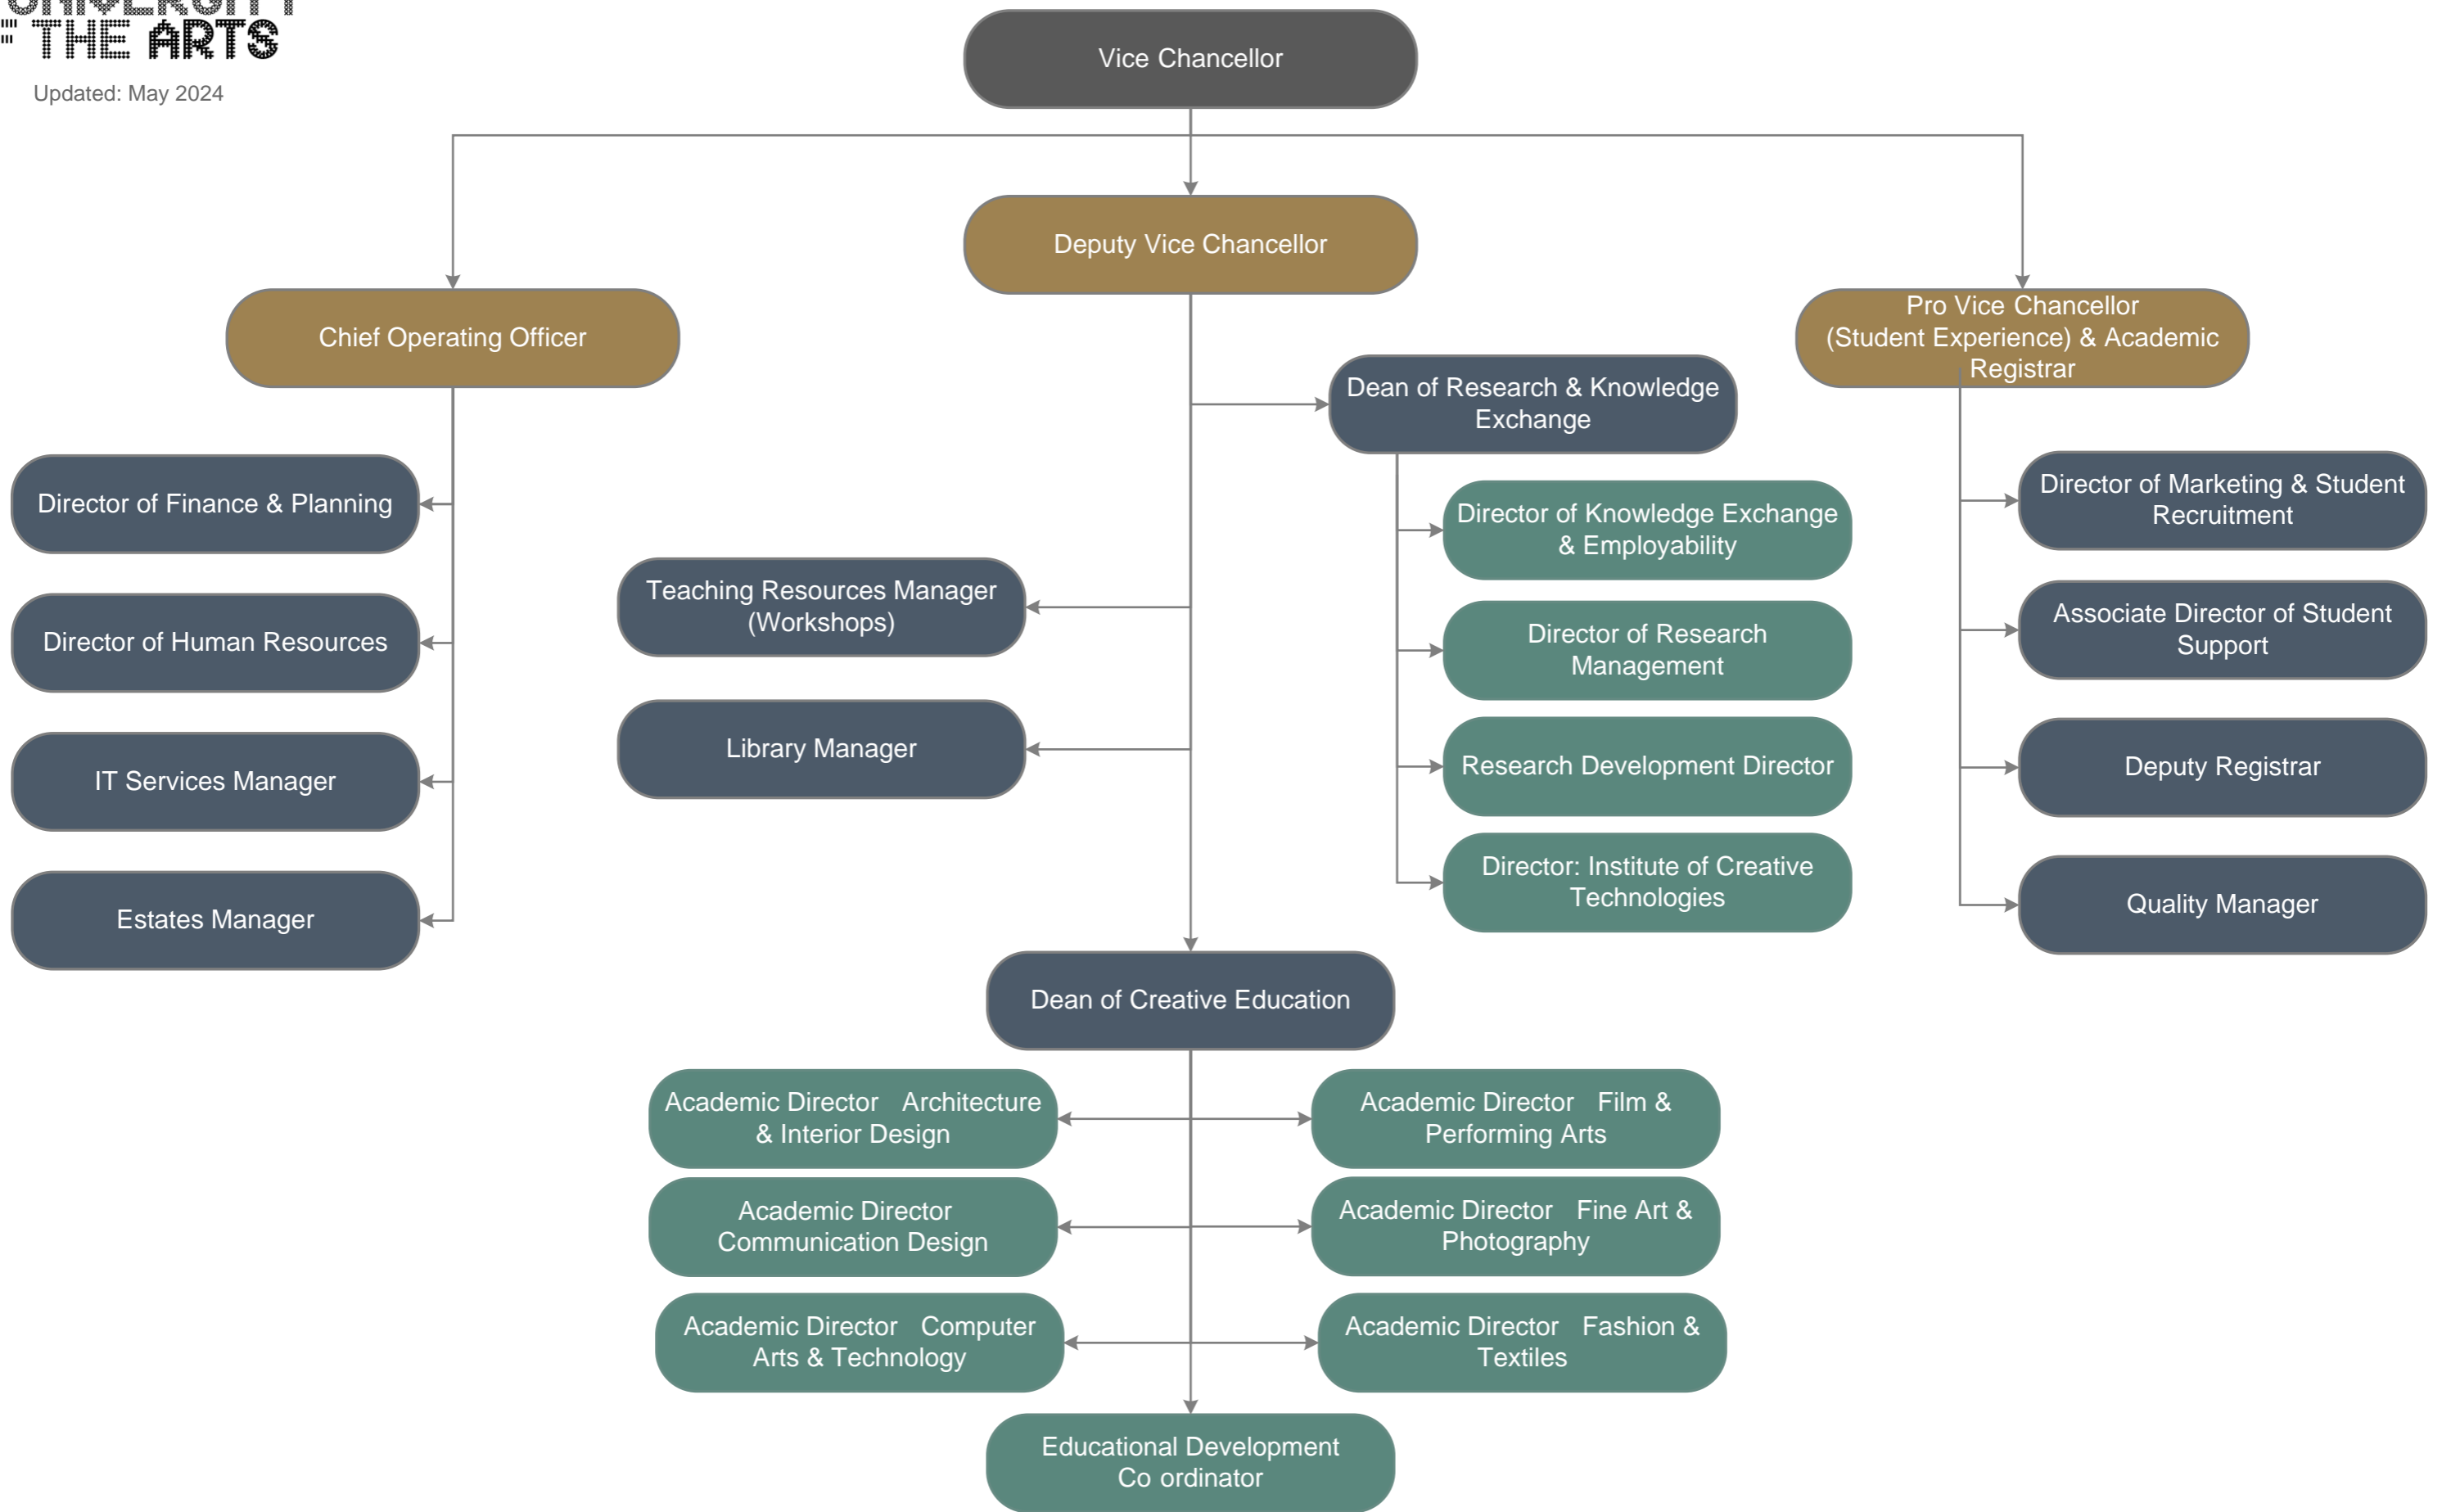 UNIVERSITY
THE ARTS
Updated: May 2024
Vice Chancellor
Deputy Vice Chancellor
Chief Operating Officer
Pro Vice Chancellor
(Student Experience) & Academic
Registrar
Dean of Research & Knowledge
Exchange
Director of Finance & Planning
Director of Human Resources
IT Services Manager
Estates Manager
Teaching Resources Manager
(Workshops)
Library Manager
Director of Knowledge Exchange
& Employability
Director of Research
Management
Research Development Director
Director: Institute of Creative
Technologies
Director of Marketing & Student
Recruitment
Associate Director of Student
Support
Deputy Registrar
Quality Manager
Dean of Creative Education
Academic Director Architecture
& Interior Design
Academic Director Film &
Performing Arts
Academic Director
Communication Design
Academic Director Fine Art &
Photography
Academic Director Computer
Arts & Technology
Academic Director Fashion &
Textiles
Educational Development
Co ordinator